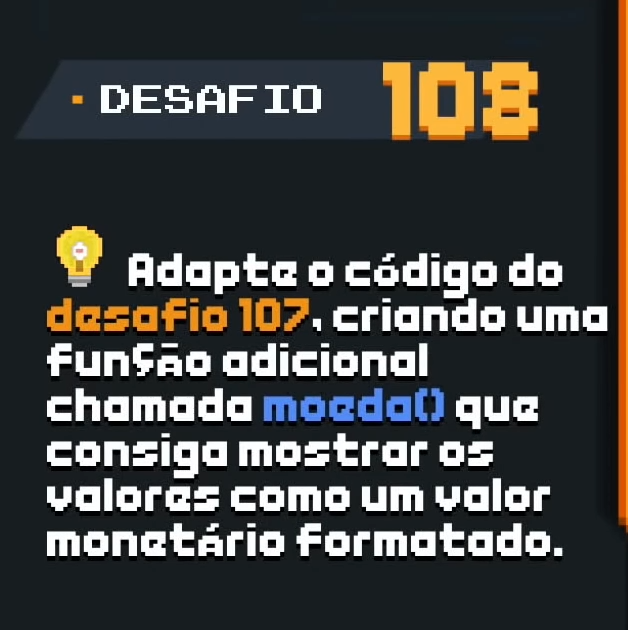 DESAFIO 108
Adapte o código do
desafio 107, criando uma
função adicional
chamada moeda() que
consiga mostrar os
valores como um valor
monetário formatado.